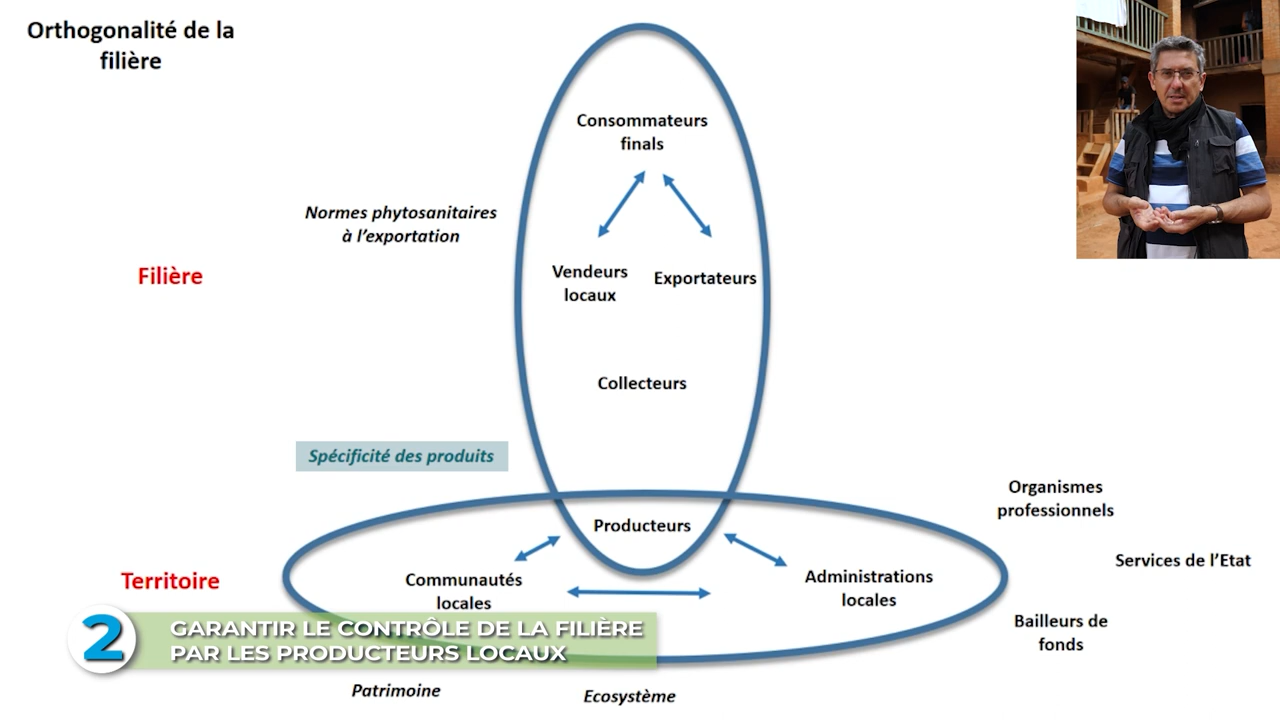 Orthogonalité de la
filière
Consommateurs
finals
Normes phytosanitaires
à l'exportation
Filière
Vendeurs
locaux
Exportateurs
Collecteurs
Spécificité des produits
Organismes
professionnels
Producteurs
Services de l'Etat
Territoire
Communautés
locales
Administrations
locales
Bailleurs de
fonds
2
GARANTIR LE CONTRÔLE DE LA FILIÈRE
PAR LES PRODUCTEURS LOCAUX
Patrimoine
Ecosystème